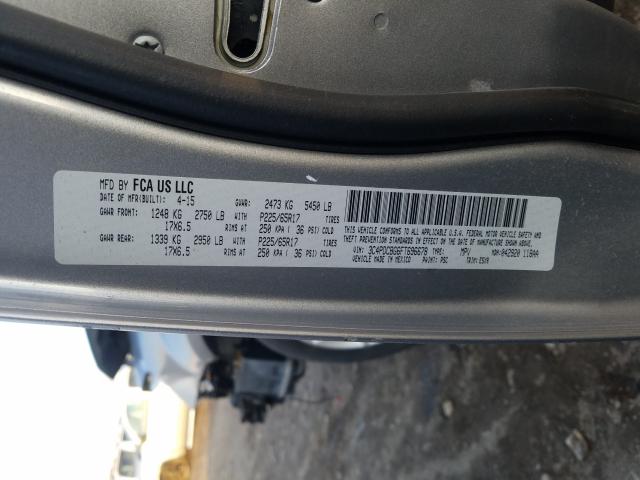 MFD BY FCA US LLC
DATE OF MFR(BUILT): 4-15 GVWR: 2473 KG 5450 LB
GAWR FRONT: 1248 KG 2750 LB WITH P225/65R17 TIRES
17X6.5 RIMS AT 250 KPA( 36 PSI) COLD
GAWR REAR: 1339 KG 2950 LB WITH P225/65R17 TIRES
17X6.5 RIMS AT 250 KPA( 36 PSI) COLD
THIS VEHICLE CONFORMS TO ALL APPLICABLE U.S.A. FEDERAL MOTOR VEHICLE SAFETY AND
THEFT PREVENTION STANDARDS IN EFFECT ON THE DATE OF MANUFACTURE SHOWN ABOVE.
VIN: 3C4PDCBG6FT696678 TYPE: MPV
VEHICLE MADE IN MEXICO PAINT: PSC